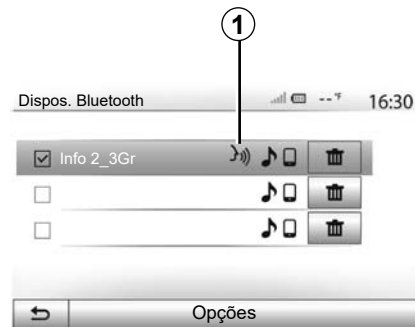 1
Dispos. Bluetooth --°F 16:30
Info 2_3Gr
Opções